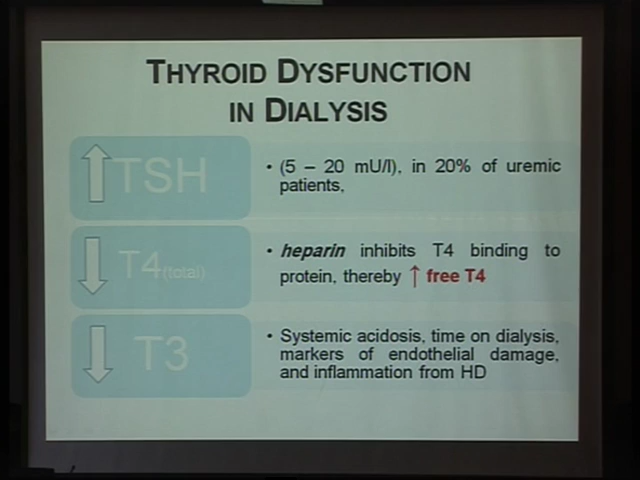 THYROID DYSFUNCTION
IN DIALYSIS
↑ TSH
• (5 – 20 mU/l), in 20% of uremic
patients,
↓ T4(total)
• heparin inhibits T4 binding to
protein, thereby ↑ free T4
↓ T3
• Systemic acidosis, time on dialysis,
markers of endothelial damage,
and inflammation from HD